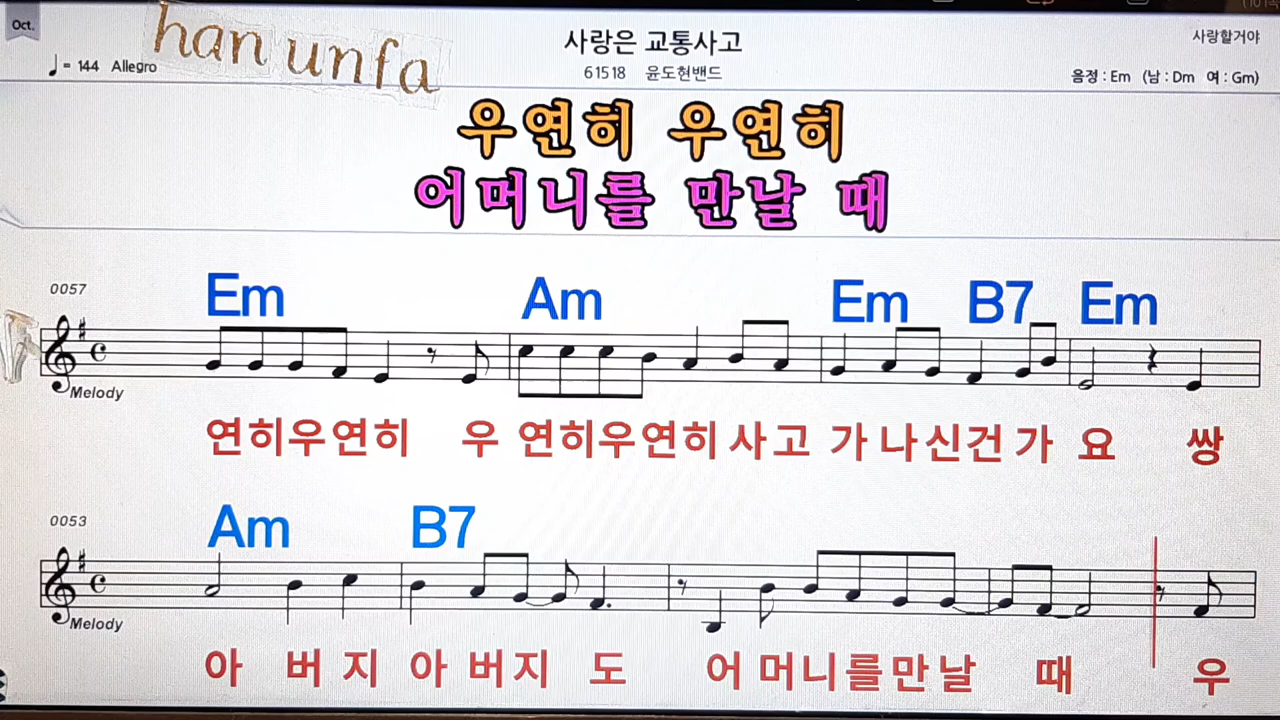 Oct.
han unfa
사랑은 교통사고
사랑할거야
♩ = 144 Allegro
61518 윤도현밴드
음정 : Em (남 : Dm 여 : Gm)
우연히 우연히
어머니를 만날 때
0057
Em Am Em B7 Em
Melody
연히우연히 우 연히우연히 사고 가 나신건 가 요 쌍
0053
Am B7
Melody
아 버 지 아 버지 도 어 머니를만날 때 우